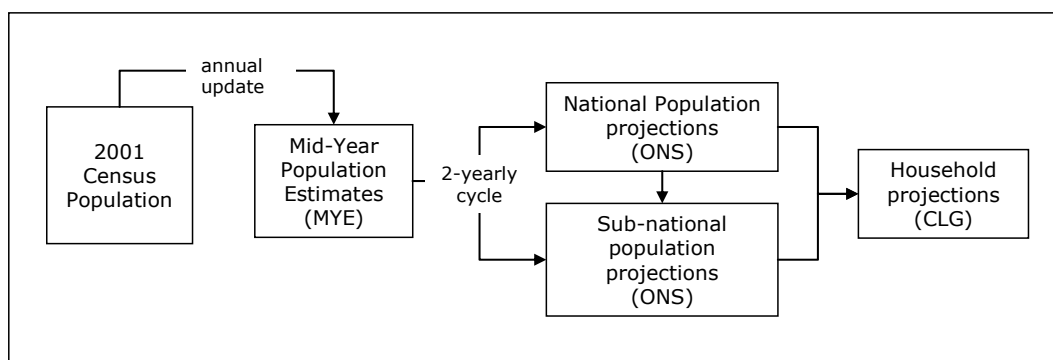 annual
update
2001
Census
Population
Mid-Year
Population
Estimates
(MYE)
2-yearly
cycle
National Population
projections
(ONS)
Sub-national
population
projections
(ONS)
Household
projections
(CLG)